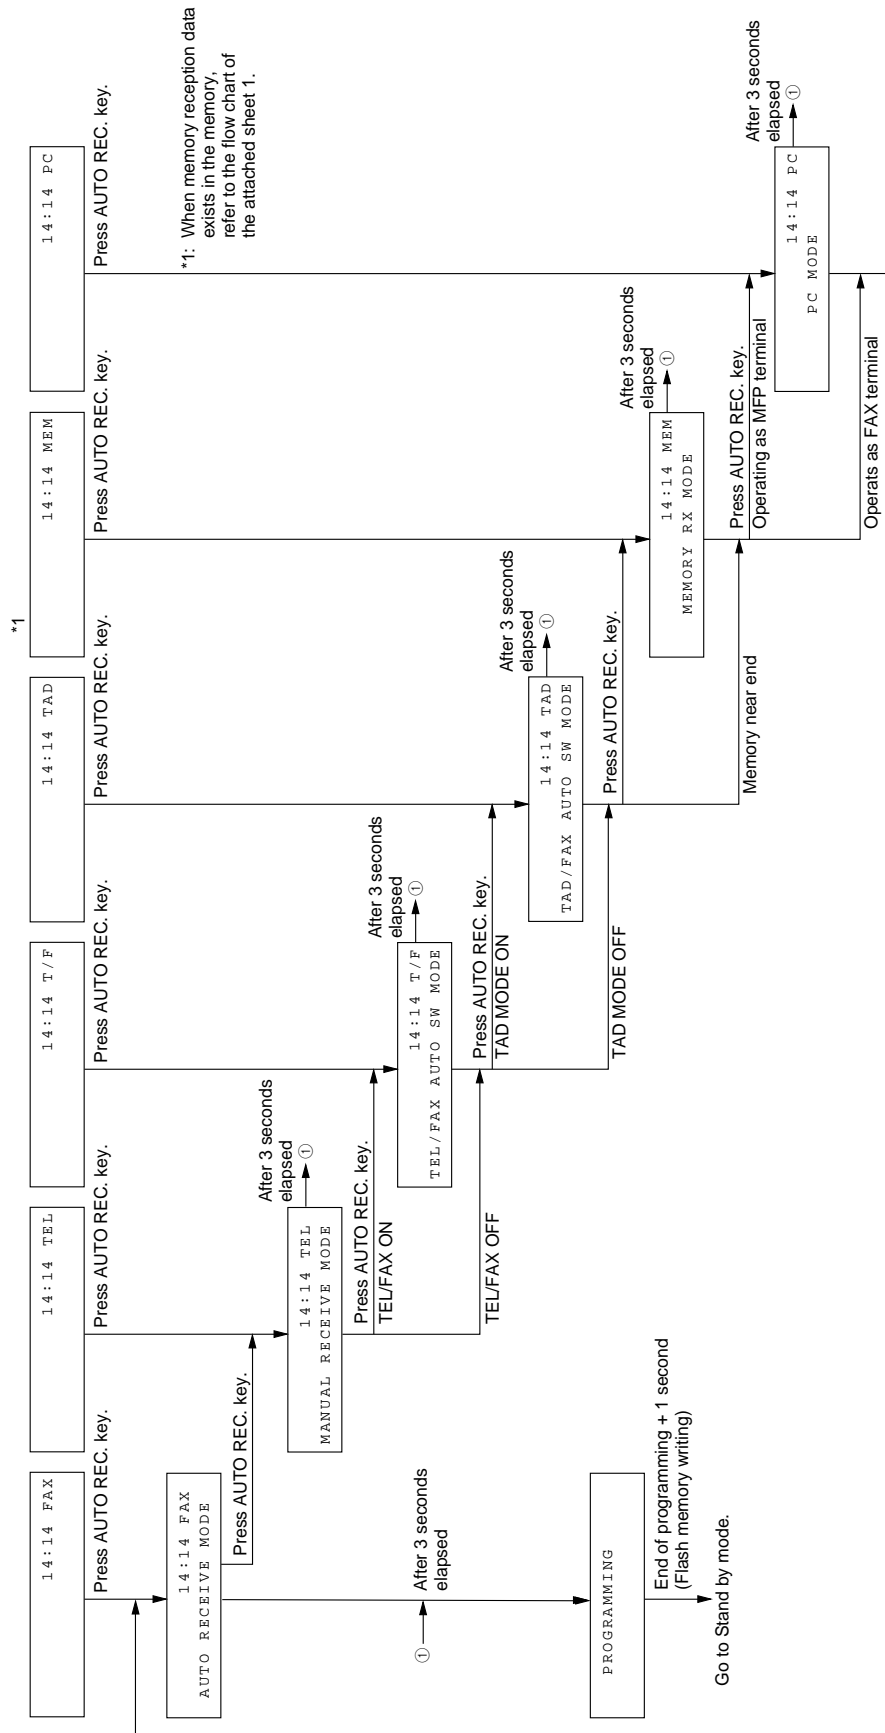 14:14 FAX
Press AUTO REC. key.
14:14 FAX
AUTO RECEIVE MODE
Press AUTO REC. key.
①
After 3 seconds
elapsed
PROGRAMMING
End of programming + 1 second
(Flash memory writing)
Go to Stand by mode.
14:14 TEL
Press AUTO REC. key.
14:14 TEL
MANUAL RECEIVE MODE
After 3 seconds
elapsed
①
Press AUTO REC. key.
TEL/FAX ON
TEL/FAX OFF
14:14 T/F
Press AUTO REC. key.
14:14 T/F
TEL/FAX AUTO SW MODE
After 3 seconds
elapsed
①
Press AUTO REC. key.
TAD MODE ON
TAD MODE OFF
14:14 TAD
Press AUTO REC. key.
14:14 TAD
TAD/FAX AUTO SW MODE
After 3 seconds
elapsed
①
Press AUTO REC. key.
Memory near end
*1
14:14 MEM
Press AUTO REC. key.
14:14 MEM
MEMORY RX MODE
After 3 seconds
elapsed
①
Press AUTO REC. key.
Operating as MFP terminal
Operats as FAX terminal
14:14 PC
Press AUTO REC. key.
*1: When memory reception data
exists in the memory,
refer to the flow chart of
the attached sheet 1.
14:14 PC
PC MODE
After 3 seconds
elapsed
①